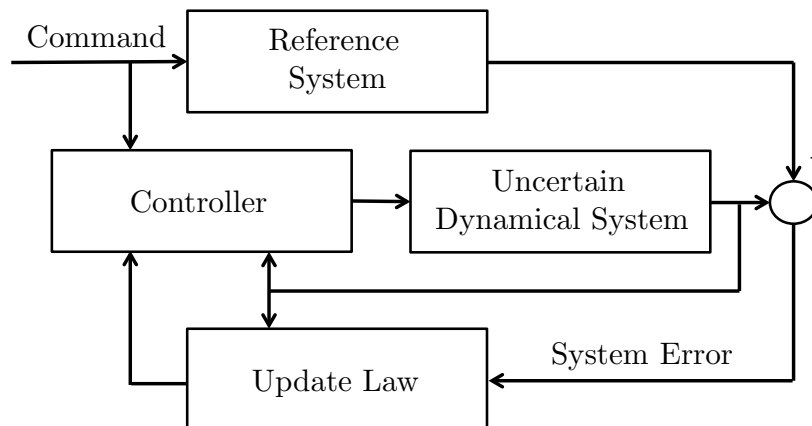 Command
Reference
System
Controller
Uncertain
Dynamical System
System Error
Update Law